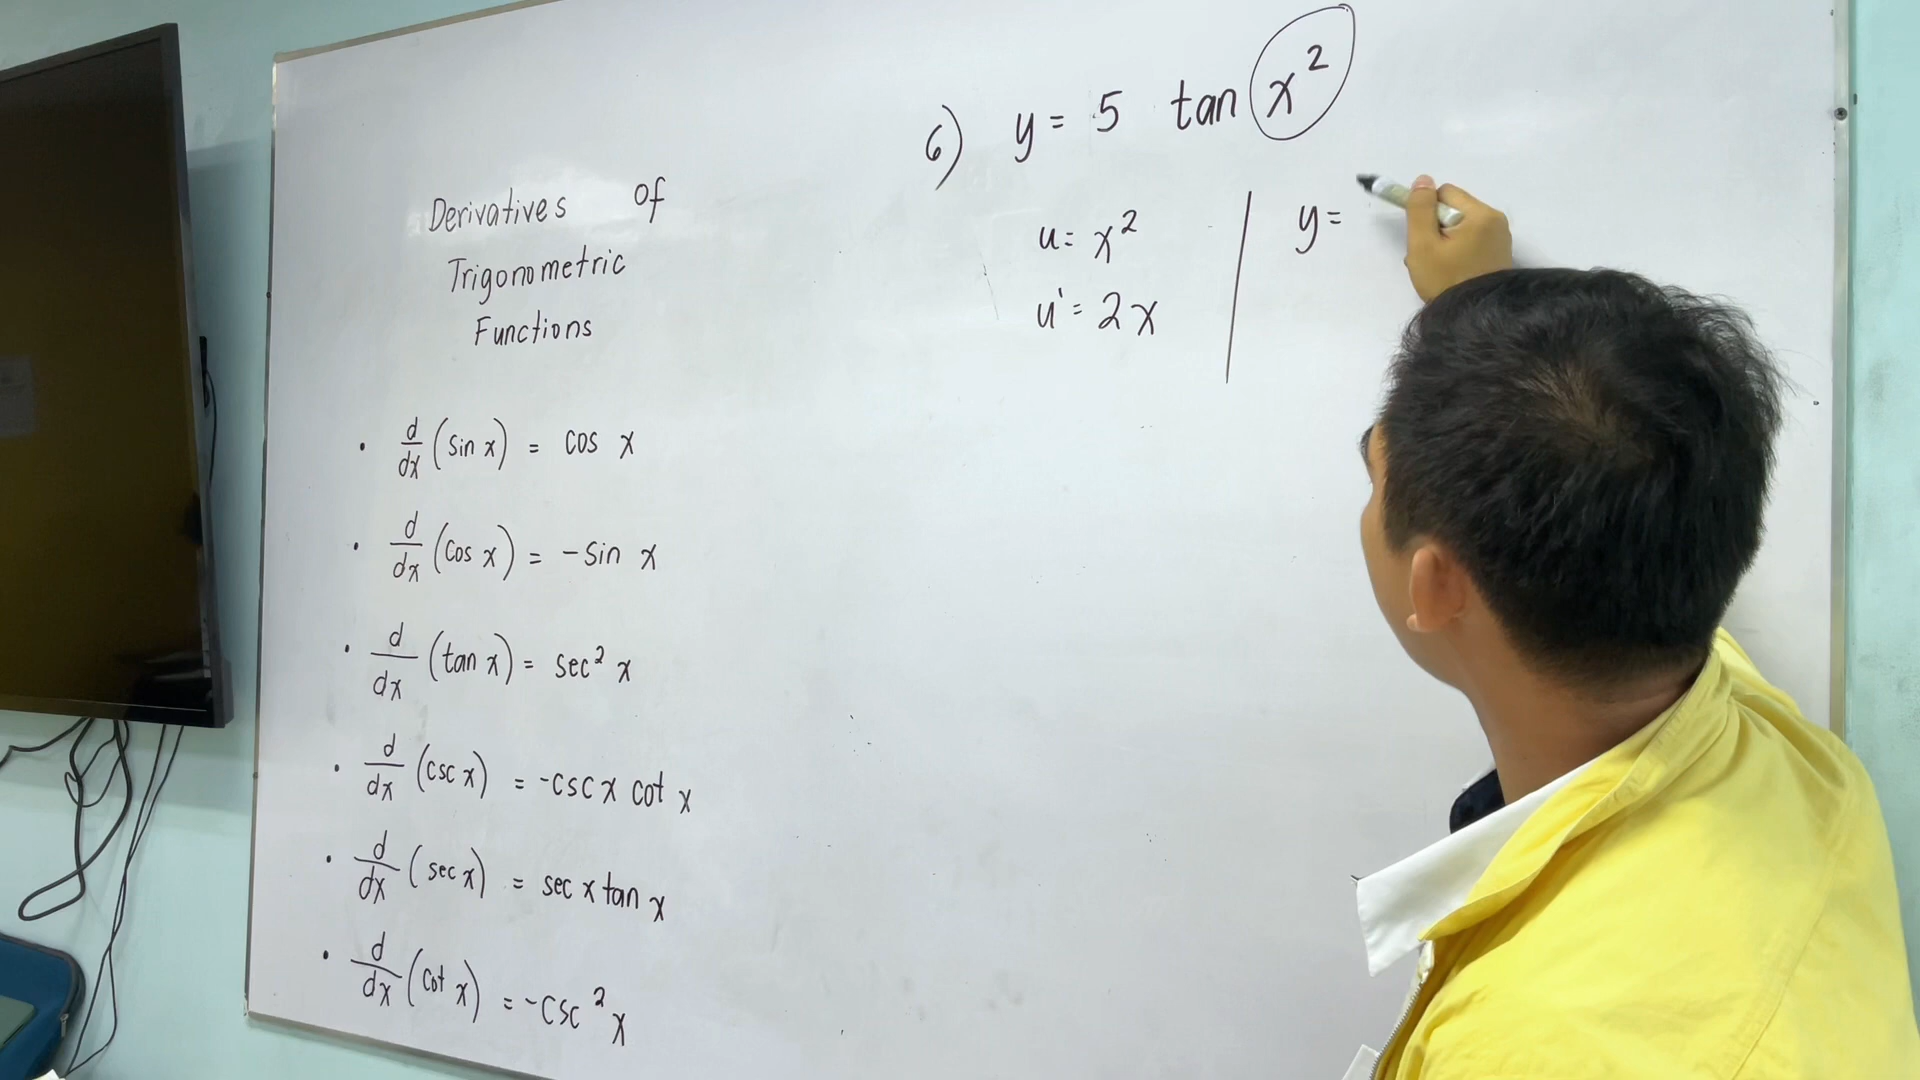 Derivatives of
Trigonometric
Functions
• d/dx (sin x) = cos x
• d/dx (cos x) = -sin x
• d/dx (tan x) = sec² x
• d/dx (csc x) = -csc x cot x
• d/dx (sec x) = sec x tan x
• d/dx (cot x) = -csc² x
6) y = 5 tan x²
u = x²
u' = 2x
y =